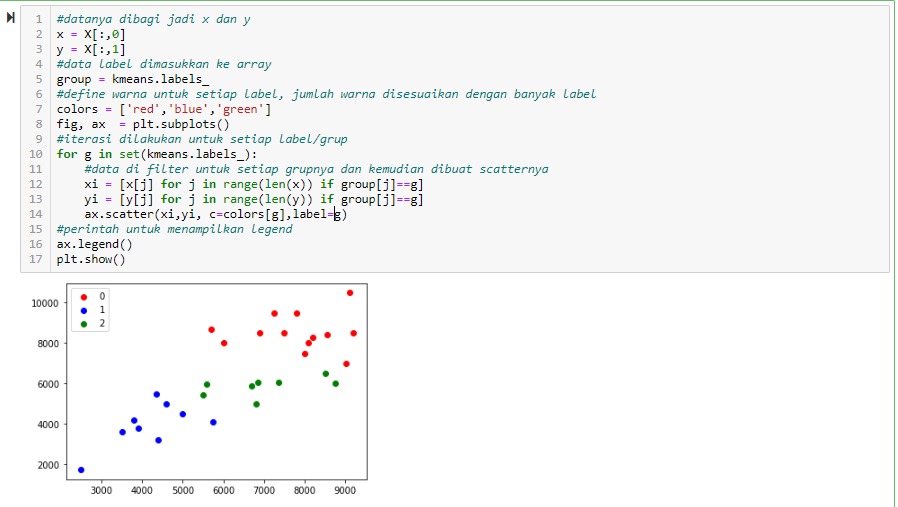 1 #datanya dibagi jadi x dan y
2 x = X[:,0]
3 y = X[:,1]
4 #data label dimasukkan ke array
5 group = kmeans.labels_
6 #define warna untuk setiap label, jumlah warna disesuaikan dengan banyak label
7 colors = ['red','blue','green']
8 fig, ax  = plt.subplots()
9 #iterasi dilakukan untuk setiap label/grup
10 for g in set(kmeans.labels_):
11     #data di filter untuk setiap grupnya dan kemudian dibuat scatternya
12     xi = [x[j] for j in range(len(x)) if group[j]==g]
13     yi = [y[j] for j in range(len(y)) if group[j]==g]
14     ax.scatter(xi,yi, c=colors[g],label=g)
15 #perintah untuk menampilkan legend
16 ax.legend()
17 plt.show()
0
1
2
10000
8000
6000
4000
2000
3000 4000 5000 6000 7000 8000 9000